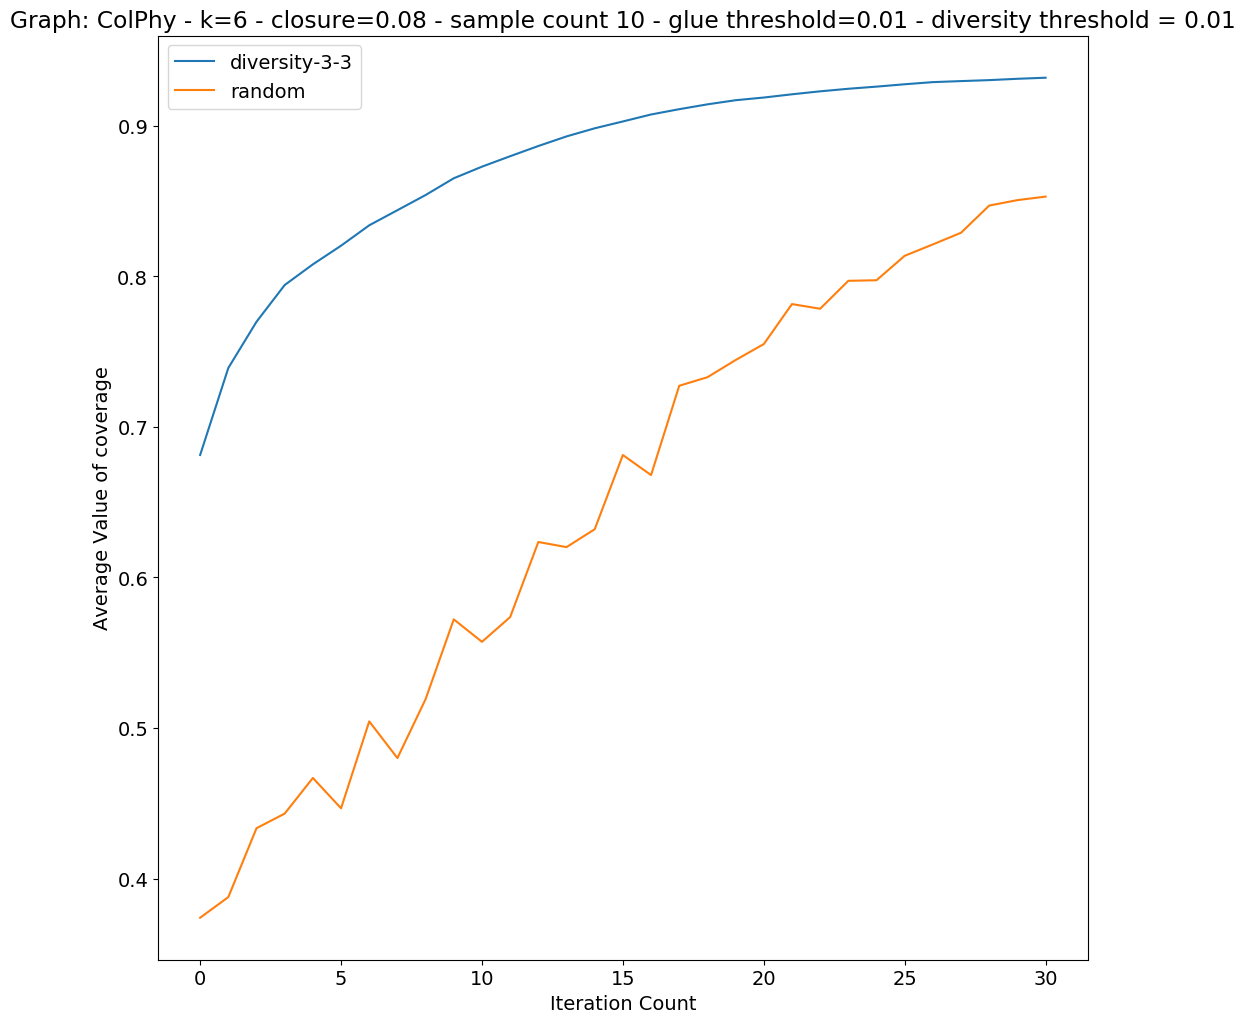 Graph: ColPhy - k=6 - closure=0.08 - sample count 10 - glue threshold=0.01 - diversity threshold = 0.01
diversity-3-3
random
0.9
0.8
0.7
0.6
0.5
0.4
Average Value of coverage
0 5 10 15 20 25 30
Iteration Count